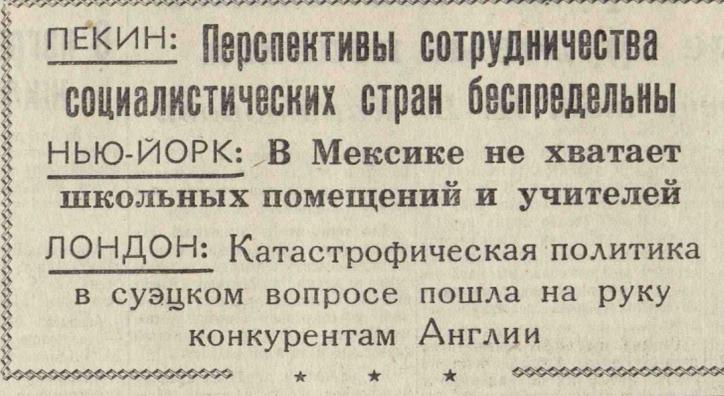 ПЕКИН: Перспективы сотрудничества
социалистических стран беспредельны
НЬЮ-ЙОРК: В Мексике не хватает
школьных помещений и учителей
ЛОНДОН: Катастрофическая политика
в суэцком вопросе пошла на руку
конкурентам Англии
* * *